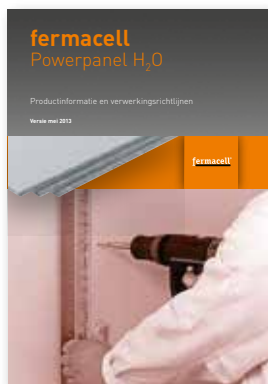 fermacell
Powerpanel H₂O
Productinformatie en verwerkingsrichtlijnen
Versie mei 2013
fermacell®